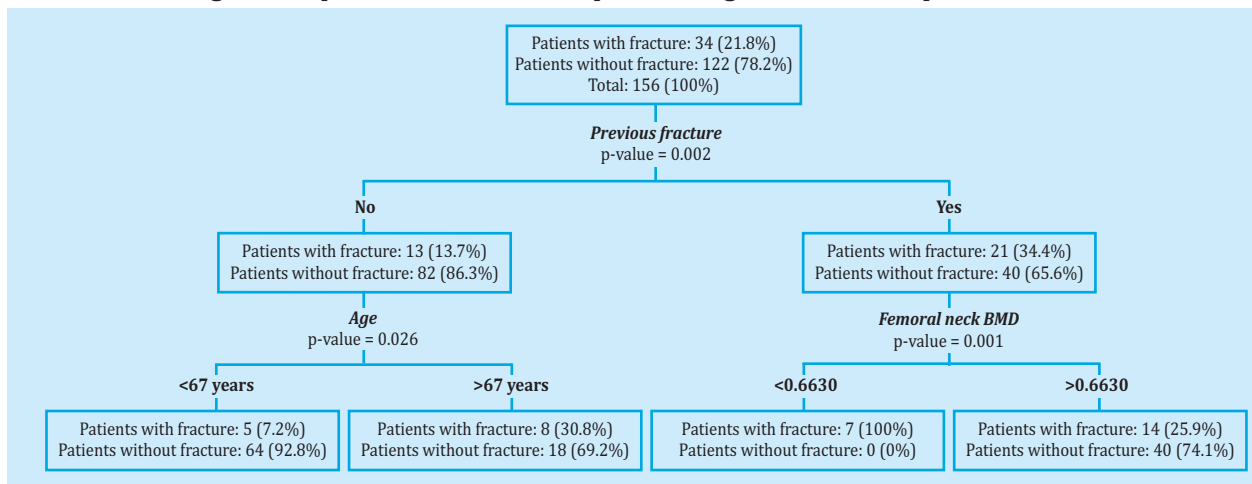 Patients with fracture: 34 (21.8%)
Patients without fracture: 122 (78.2%)
Total: 156 (100%)
Previous fracture
p-value = 0.002
No
Yes
Patients with fracture: 13 (13.7%)
Patients without fracture: 82 (86.3%)
Patients with fracture: 21 (34.4%)
Patients without fracture: 40 (65.6%)
Age
p-value = 0.026
Femoral neck BMD
p-value = 0.001
<67 years
>67 years
<0.6630
>0.6630
Patients with fracture: 5 (7.2%)
Patients without fracture: 64 (92.8%)
Patients with fracture: 8 (30.8%)
Patients without fracture: 18 (69.2%)
Patients with fracture: 7 (100%)
Patients without fracture: 0 (0%)
Patients with fracture: 14 (25.9%)
Patients without fracture: 40 (74.1%)